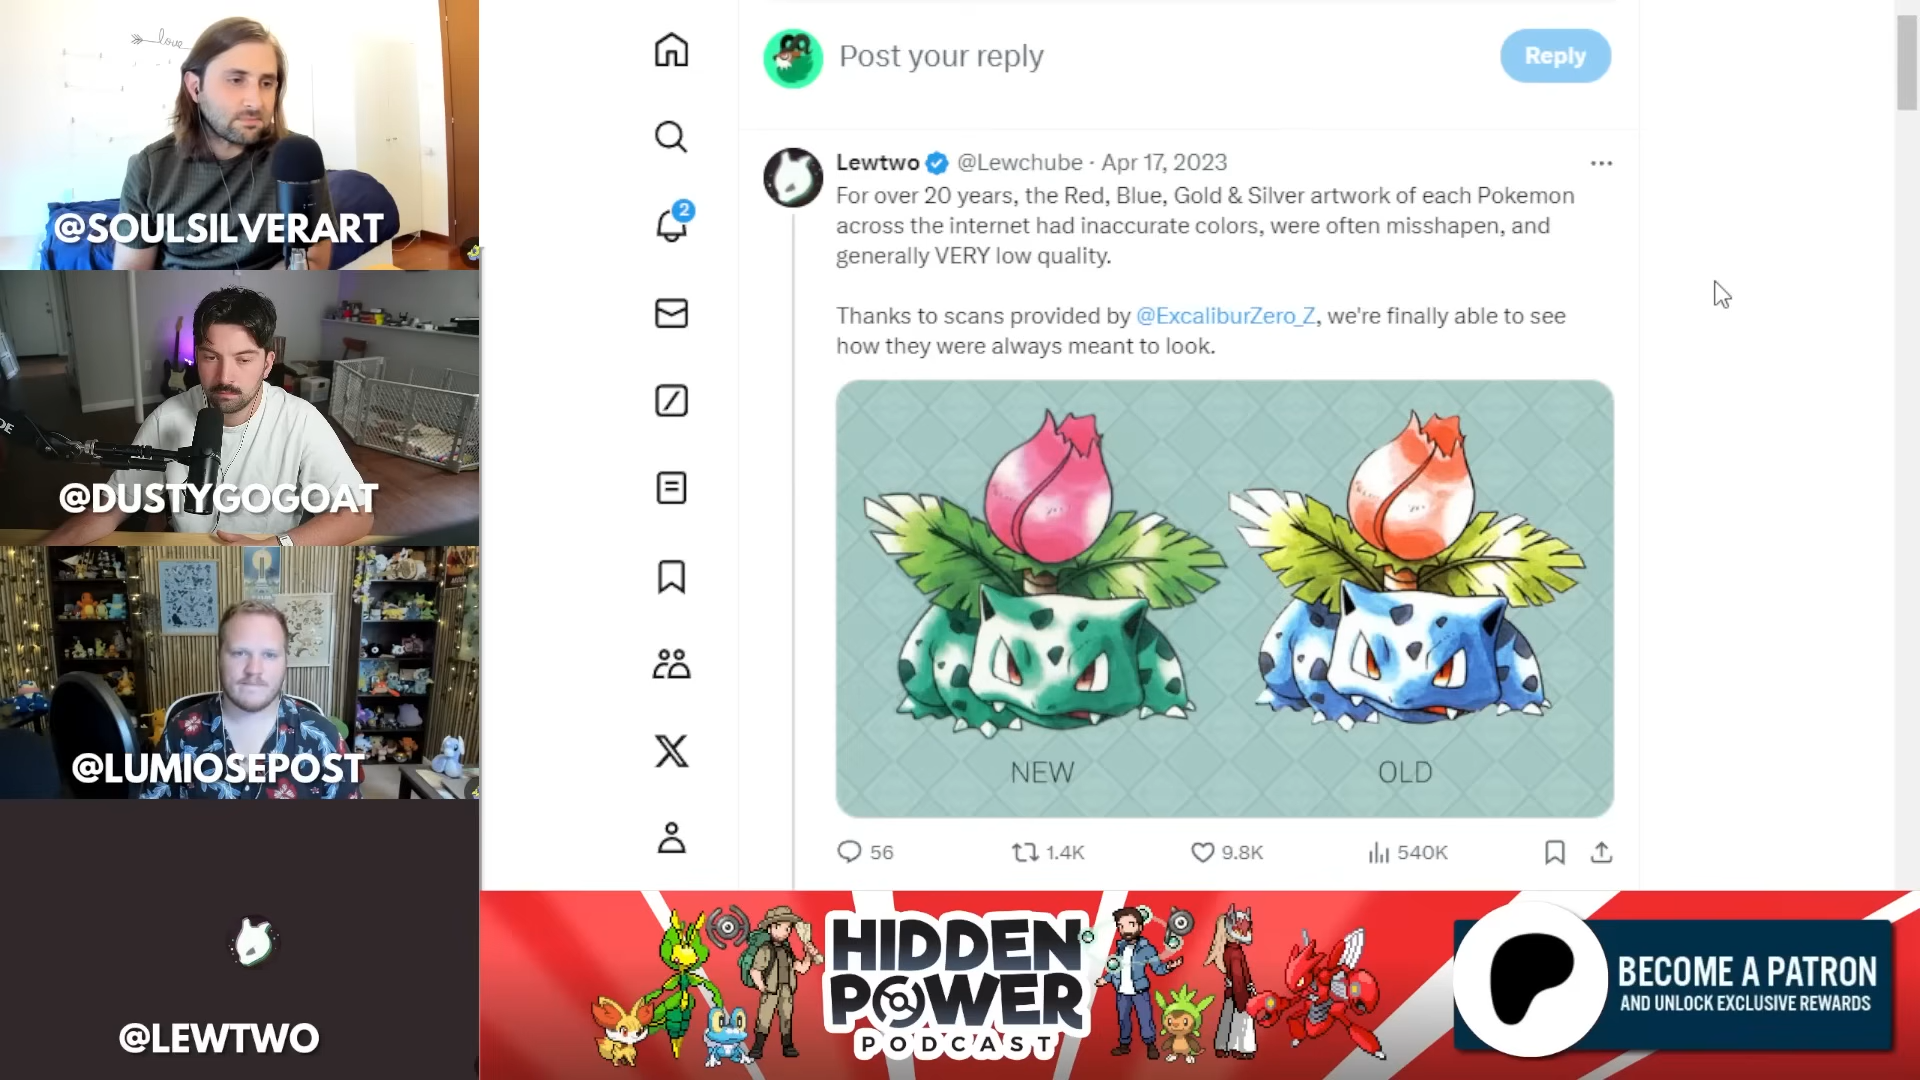 love
@SOULSILVERART
@DUSTYGOGOAT
@LUMIOSEPOST
@LEWTWO
2
Post your reply
Reply
Lewtwo @Lewchube · Apr 17, 2023
For over 20 years, the Red, Blue, Gold & Silver artwork of each Pokemon
across the internet had inaccurate colors, were often misshapen, and
generally VERY low quality.
Thanks to scans provided by @ExcaliburZero_Z, we're finally able to see
how they were always meant to look.
NEW
OLD
56
1.4K
9.8K
540K
HIDDEN
POWER
PODCAST
BECOME A PATRON
AND UNLOCK EXCLUSIVE REWARDS